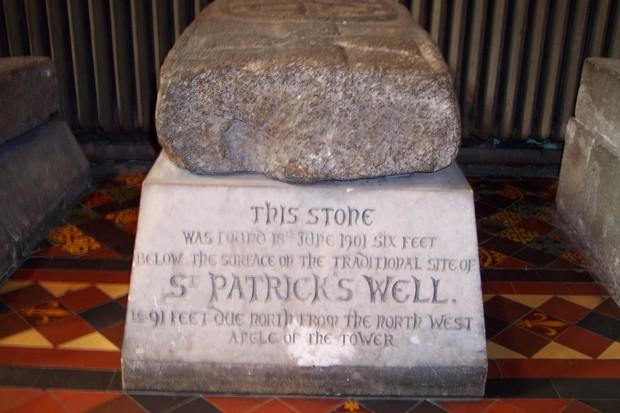 THIS STONE
WAS FOUND 18TH JUNE 1901 SIX FEET
BELOW THE SURFACE ON THE TRADITIONAL SITE OF
ST PATRICK'S WELL.
IS 91 FEET DUE NORTH FROM THE NORTH WEST
ANGLE OF THE TOWER